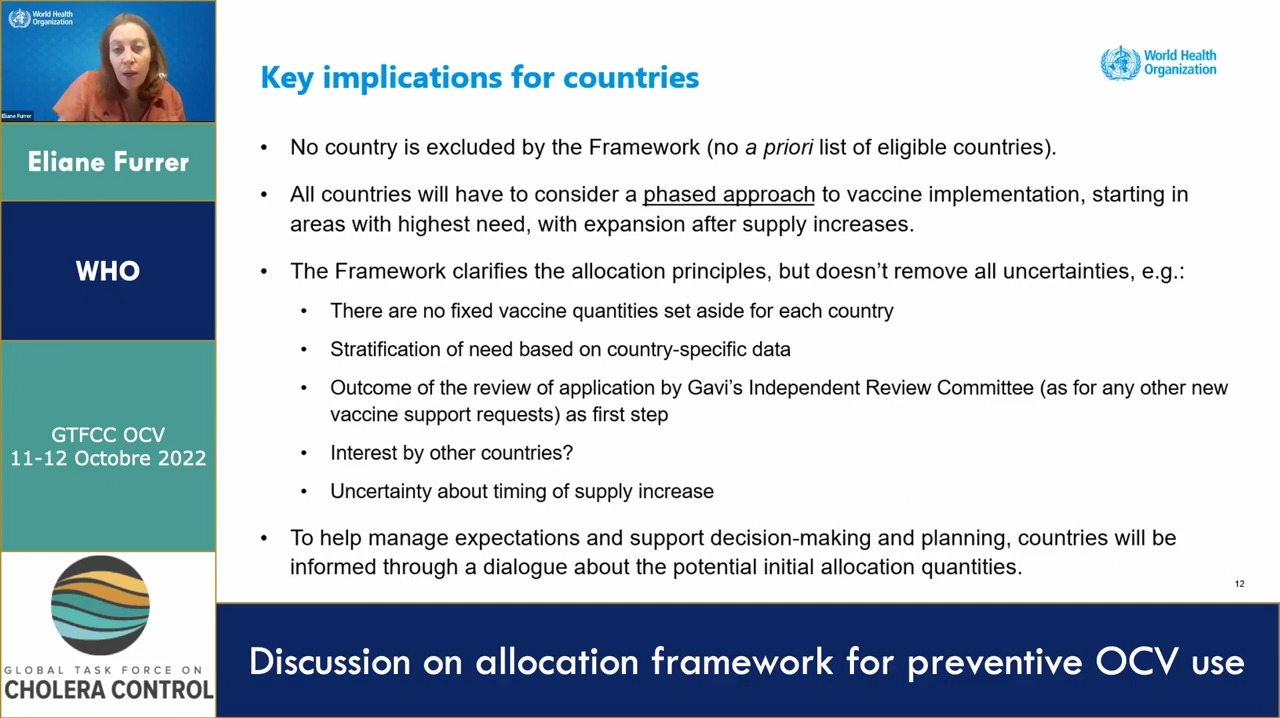 World Health
Organization
Eliane Furrer
Eliane Furrer
WHO
GTFCC OCV
11-12 Octobre 2022
GLOBAL TASK FORCE ON
CHOLERA CONTROL
Key implications for countries
World Health
Organization
• No country is excluded by the Framework (no a priori list of eligible countries).
• All countries will have to consider a phased approach to vaccine implementation, starting in
areas with highest need, with expansion after supply increases.
• The Framework clarifies the allocation principles, but doesn’t remove all uncertainties, e.g.:
• There are no fixed vaccine quantities set aside for each country
• Stratification of need based on country-specific data
• Outcome of the review of application by Gavi’s Independent Review Committee (as for any other new
vaccine support requests) as first step
• Interest by other countries?
• Uncertainty about timing of supply increase
• To help manage expectations and support decision-making and planning, countries will be
informed through a dialogue about the potential initial allocation quantities.
12
Discussion on allocation framework for preventive OCV use